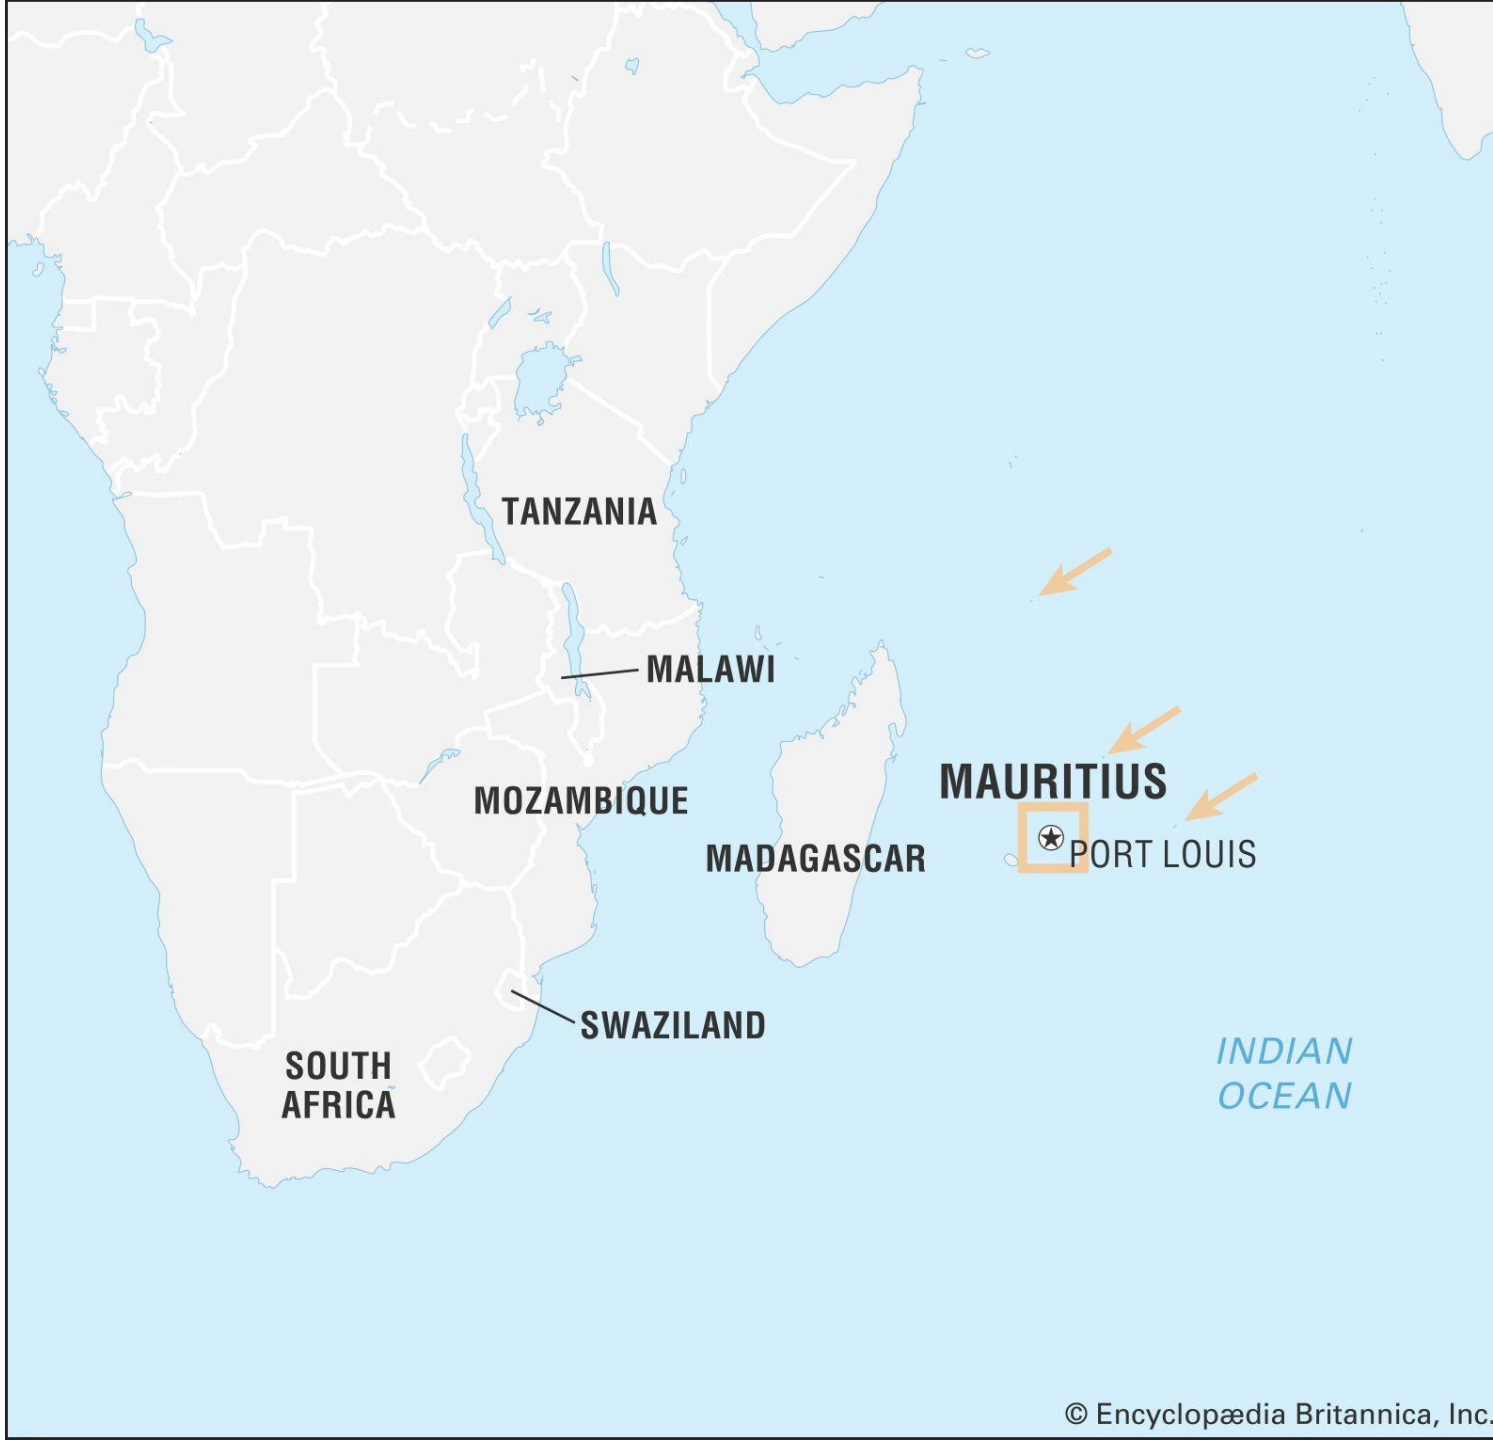 TANZANIA
MALAWI
MAURITIUS
MOZAMBIQUE
PORT LOUIS
MADAGASCAR
SWAZILAND
SOUTH
AFRICA
INDIAN
OCEAN
© Encyclopædia Britannica, Inc.